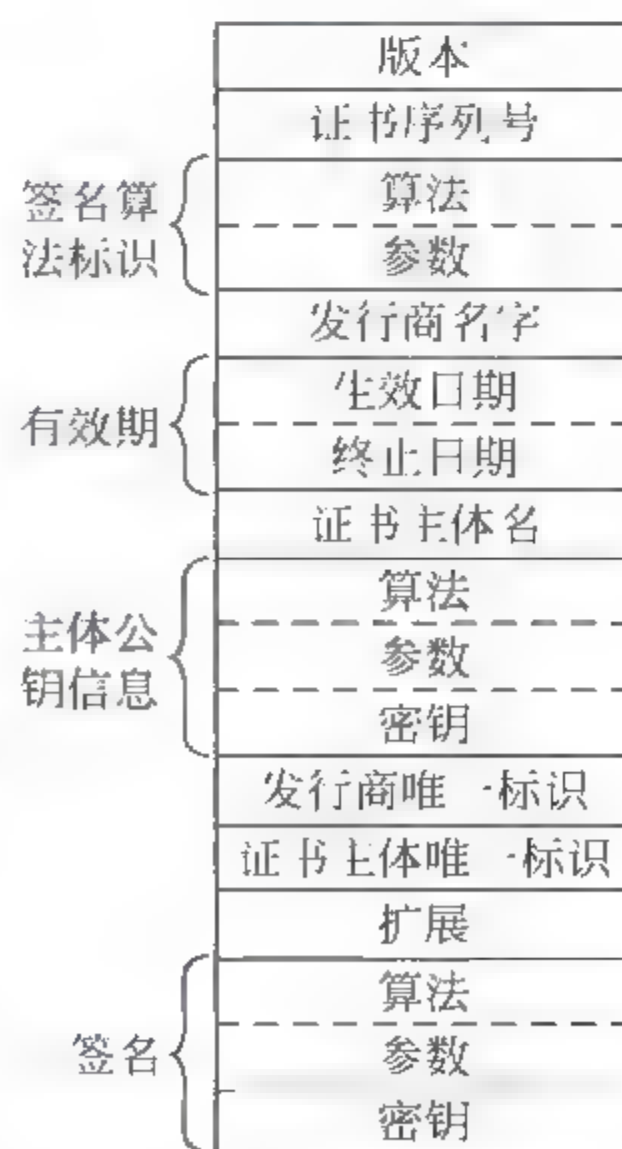 版本
证书序列号
签名算
法标识
算法
参数
发行商名字
有效期
生效日期
终止日期
证书主体名
主体公
钥信息
算法
参数
密钥
发行商唯一标识
证书主体唯一标识
扩展
签名
算法
参数
密钥